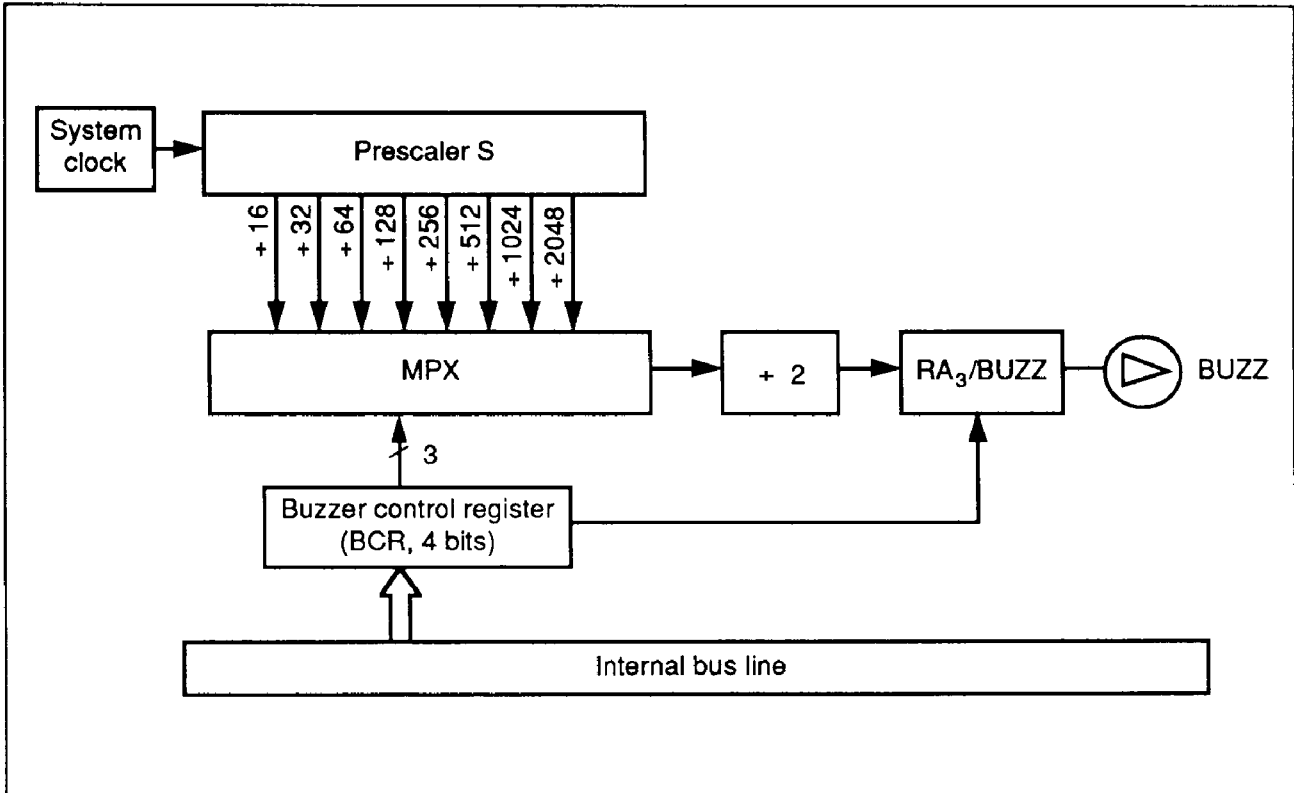 System
clock
Prescaler S
÷ 16
÷ 32
÷ 64
÷ 128
÷ 256
÷ 512
÷ 1024
÷ 2048
MPX
÷ 2
RA₃/BUZZ
BUZZ
3
Buzzer control register
(BCR, 4 bits)
Internal bus line